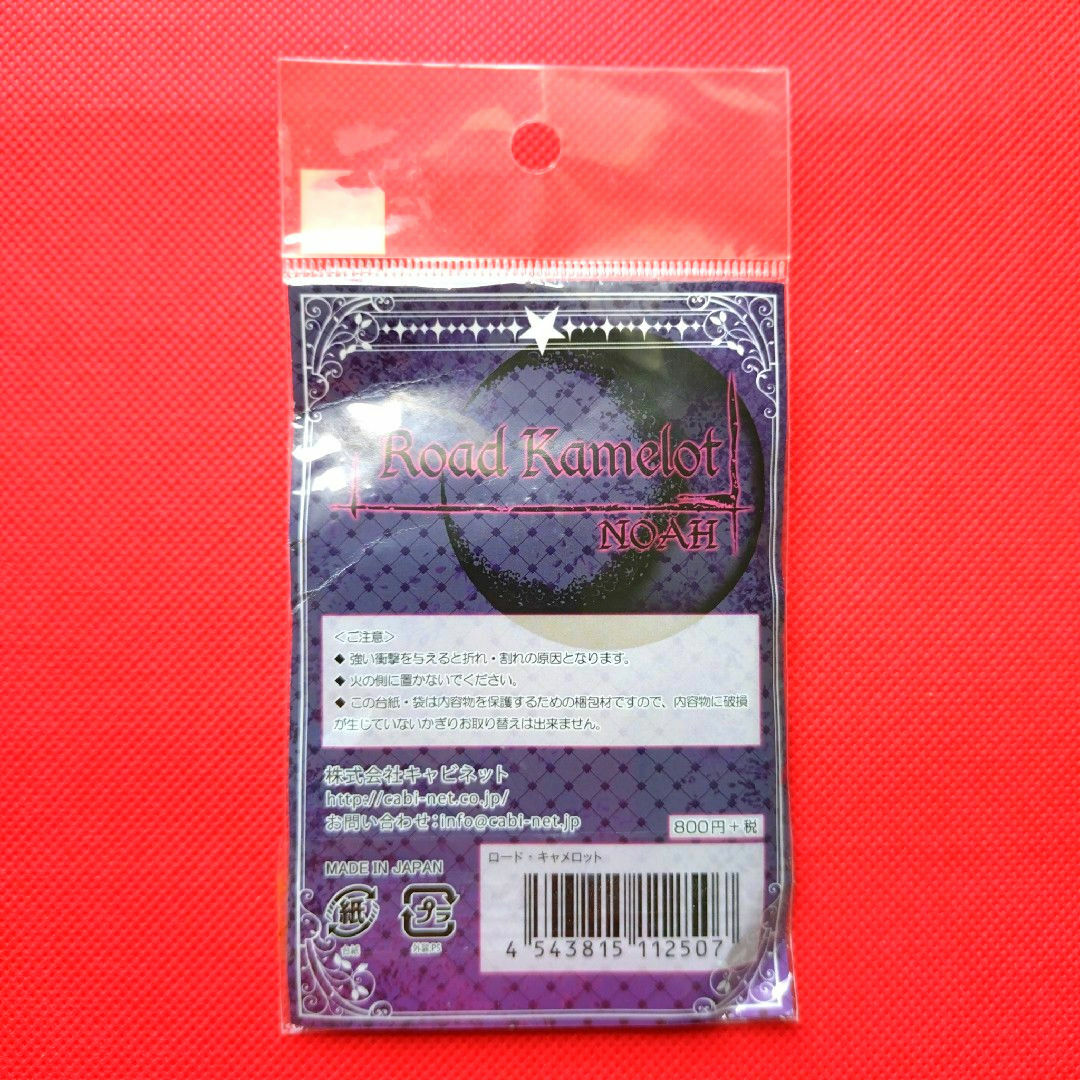 Road Kamelot
NOAH
＜ご注意＞
◆ 強い衝撃を与えると折れ・割れの原因となります。
◆ 火の側に置かないでください。
◆ この台紙・袋は内容物を保護するための梱包材ですので、内容物に破損
が生じていないかぎりお取り替えは出来ません。
株式会社キャビネット
http://cabi-net.co.jp/
お問い合わせ：info@cabi-net.jp
800円＋税
MADE IN JAPAN
ロード・キャメロット
紙
プラ
台紙
外袋:PS
4 543815 112507